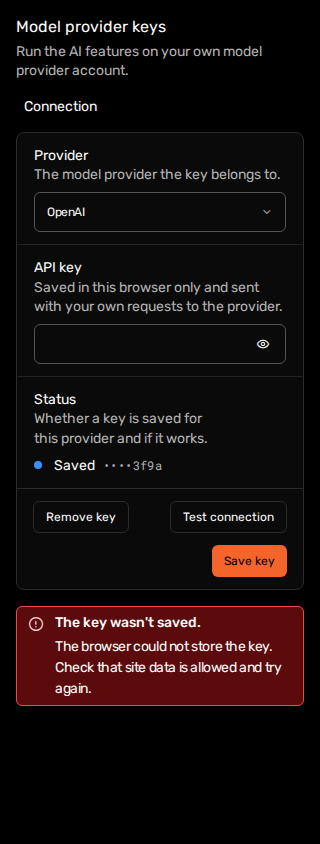 Model provider keys
Run the AI features on your own model
provider account.
Connection
Provider
The model provider the key belongs to.
OpenAI
API key
Saved in this browser only and sent
with your own requests to the provider.
Status
Whether a key is saved for
this provider and if it works.
Saved ••••3f9a
Remove key
Test connection
Save key
The key wasn't saved.
The browser could not store the key.
Check that site data is allowed and try
again.